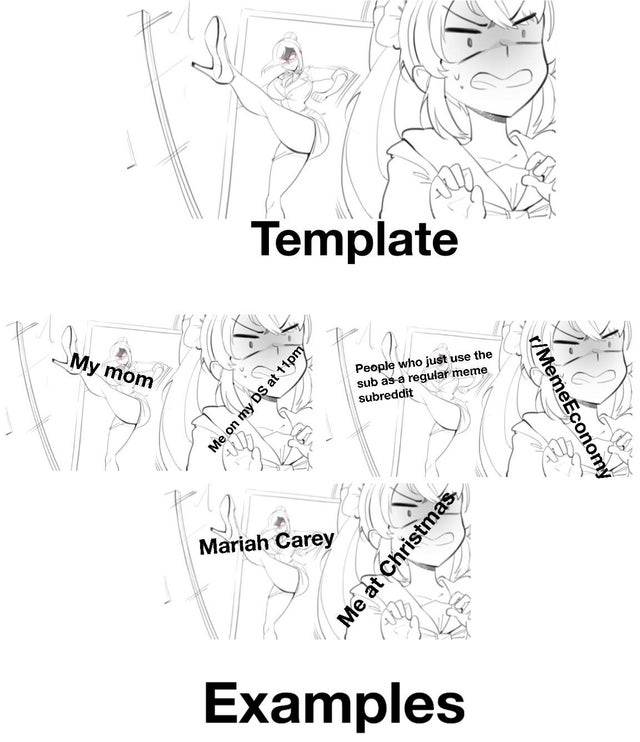 Template
My mom
Me on my DS at 11pm
People who just use the
sub as a regular meme
subreddit
r/MemeEconomy
Mariah Carey
Me at Christmas
Examples